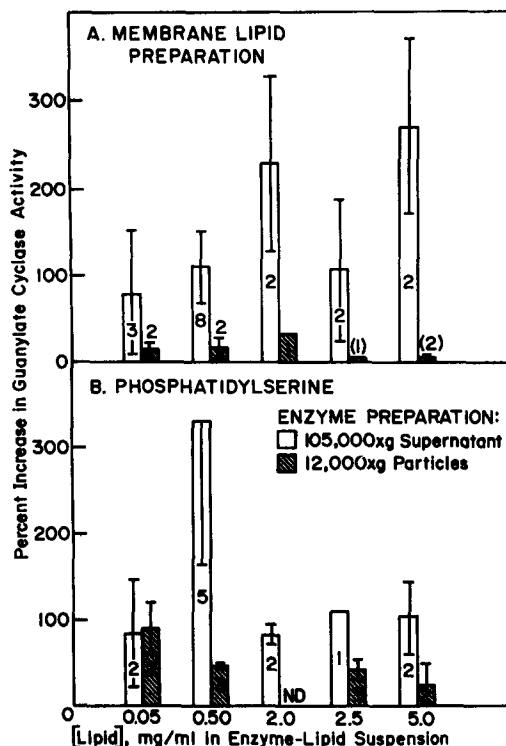 A. MEMBRANE LIPID
PREPARATION
300
200
100
0
3
2
8
2
2
2
(1)
2
(2)
Percent Increase in Guanylate Cyclase Activity
B. PHOSPHATIDYLSERINE
ENZYME PREPARATION:
105,000xg Supernatant
12,000xg Particles
300
200
100
2
5
2
ND
1
2
0 0.05 0.50 2.0 2.5 5.0
[Lipid], mg/ml in Enzyme-Lipid Suspension